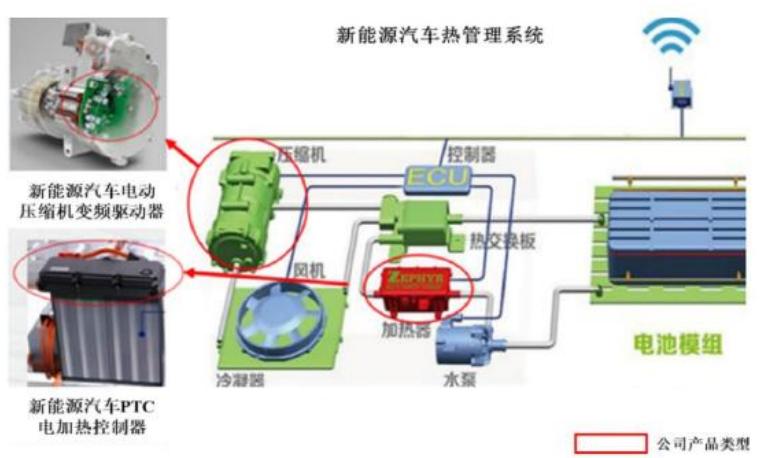 新能源汽车热管理系统
压缩机
控制器
ECU
新能源汽车电动
压缩机变频驱动器
热交换板
风机
ZEPHYR
加热器
电池模组
冷凝器
水泵
新能源汽车PTC
电加热控制器
公司产品类型